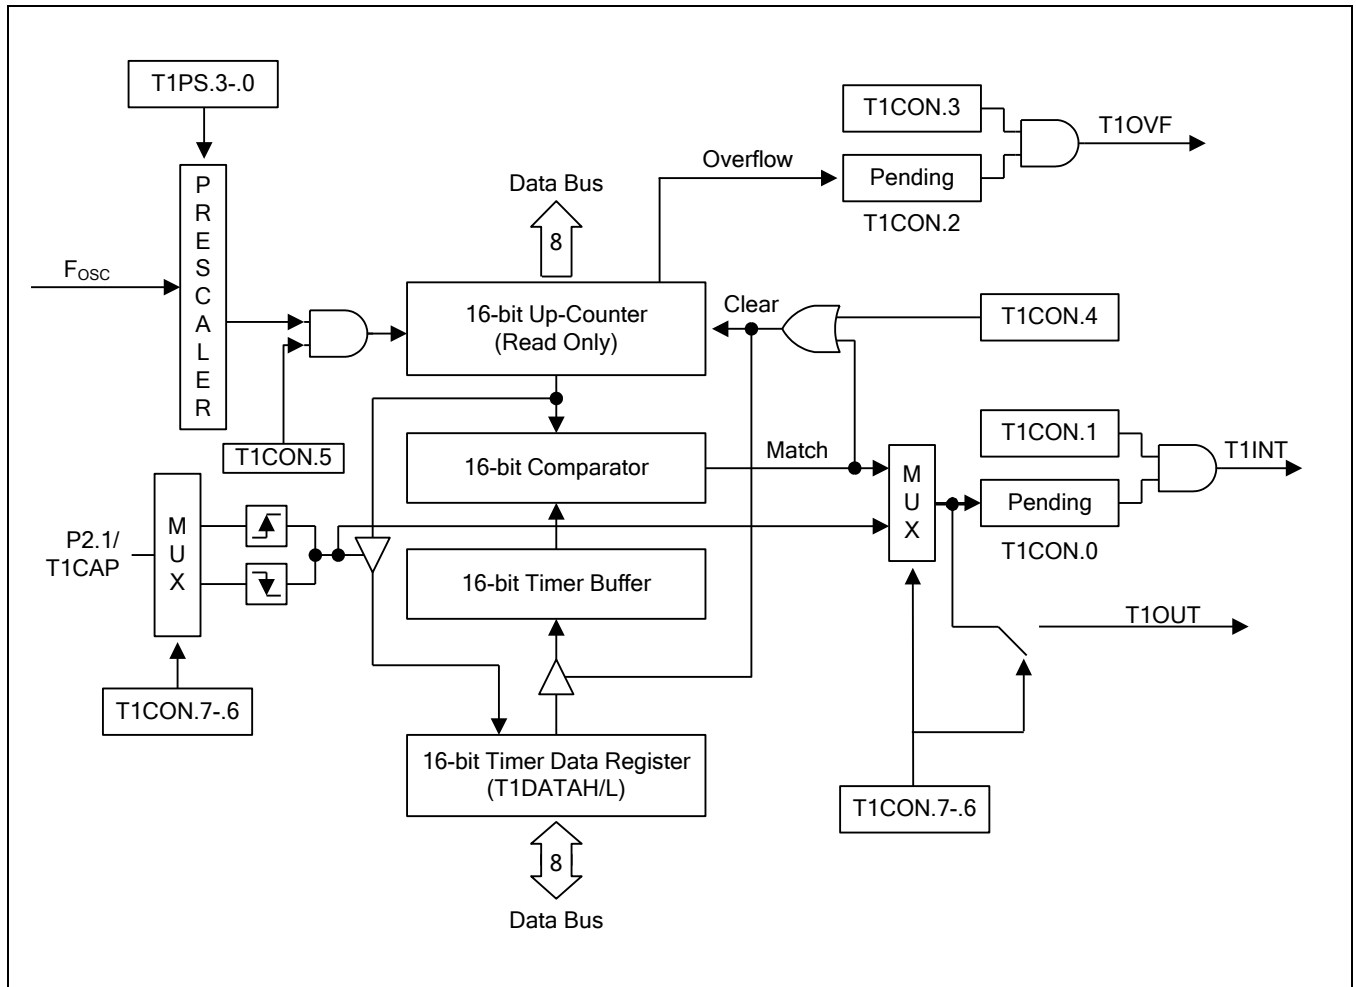 T1PS.3-.0
T1CON.3
T1OVF
Overflow
Pending
T1CON.2
Data Bus
8
PRESCALER
FOSC
16-bit Up-Counter
(Read Only)
Clear
T1CON.4
T1CON.5
T1CON.1
16-bit Comparator
Match
MUX
T1INT
Pending
T1CON.0
P2.1/
T1CAP
MUX
16-bit Timer Buffer
T1OUT
T1CON.7-.6
16-bit Timer Data Register
(T1DATAH/L)
T1CON.7-.6
8
Data Bus